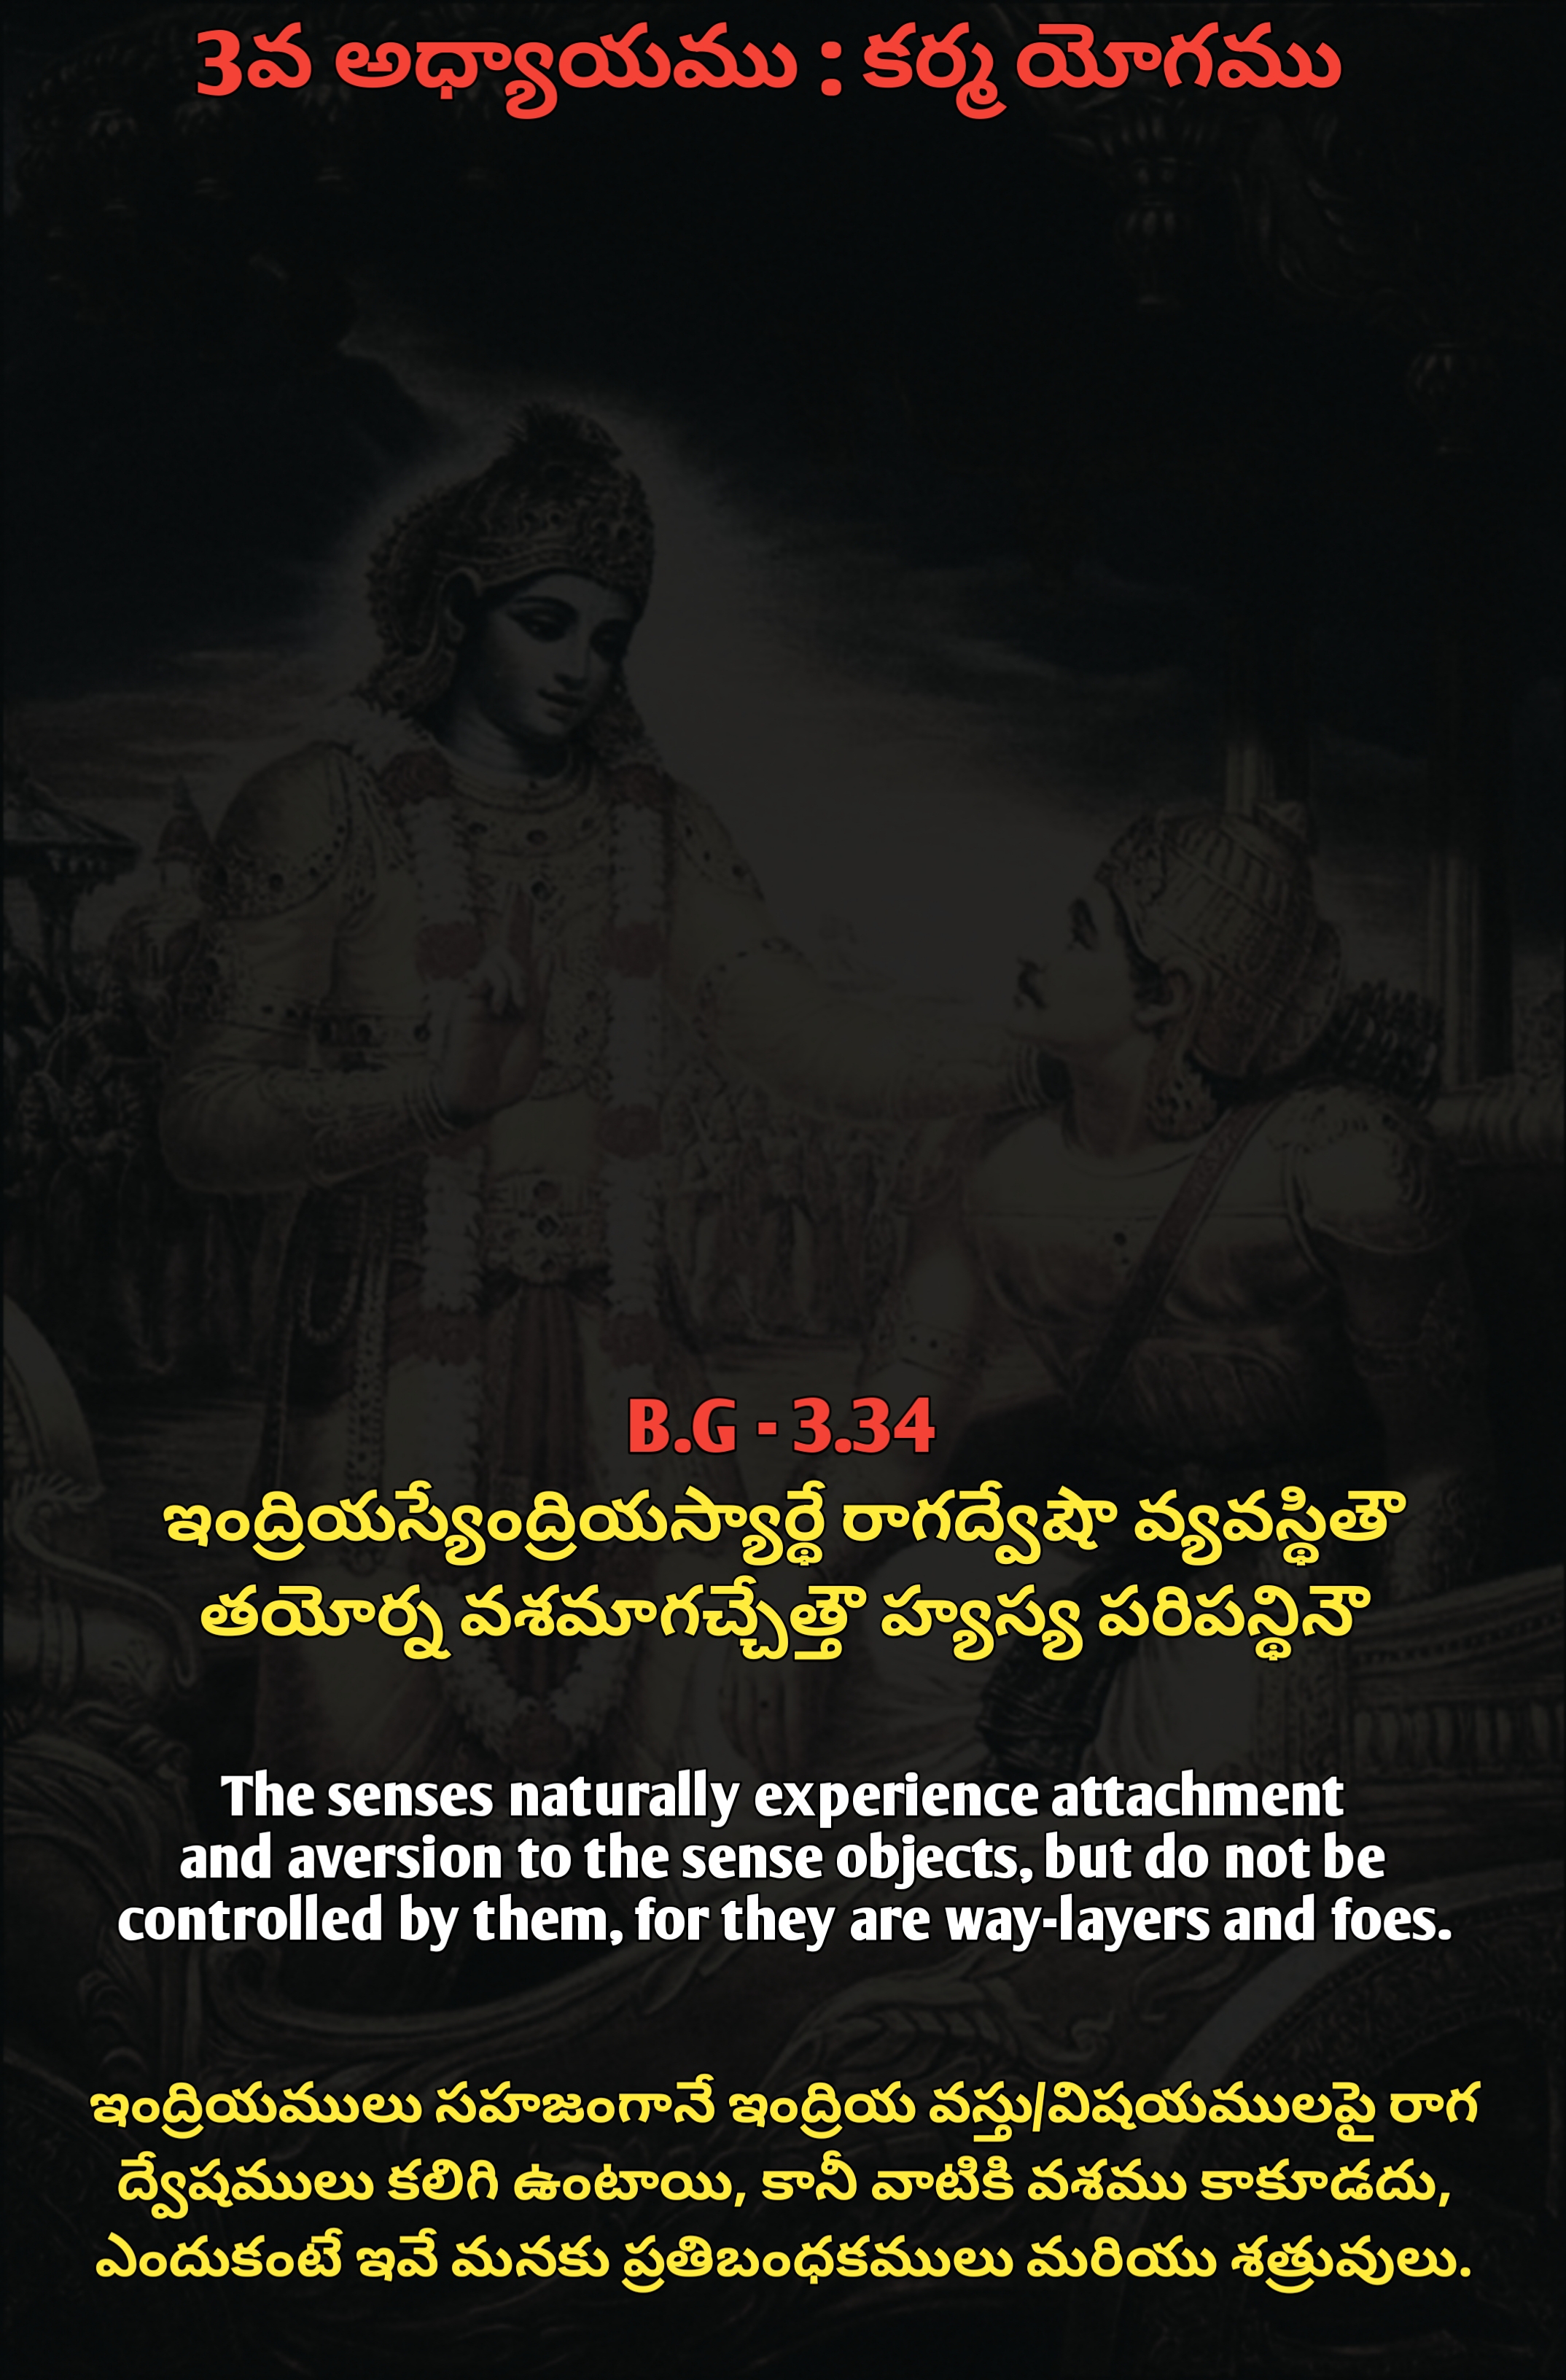 3వ అధ్యాయము : కర్మ యోగము
B.G - 3.34
ఇంద్రియస్యేంద్రియస్యార్థే రాగద్వేషౌ వ్యవస్థితౌ
తయోర్న వశమాగచ్ఛేత్తౌ హ్యస్య పరిపన్థినౌ
The senses naturally experience attachment
and aversion to the sense objects, but do not be
controlled by them, for they are way-layers and foes.
ఇంద్రియములు సహజంగానే ఇంద్రియ వస్తు/విషయములపై రాగ
ద్వేషములు కలిగి ఉంటాయి, కానీ వాటికి వశము కాకూడదు,
ఎందుకంటే ఇవే మనకు ప్రతిబంధకములు మరియు శత్రువులు.